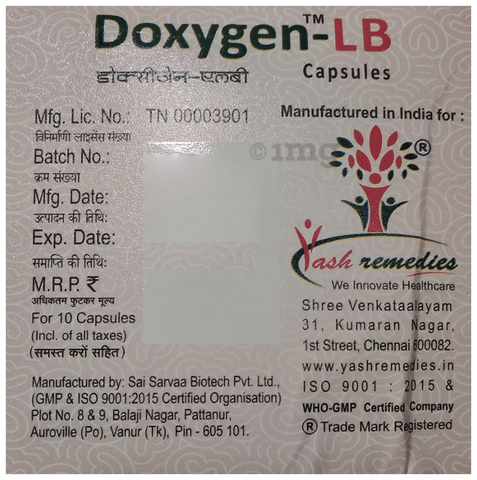 Doxygen™-LB
डोक्सीजेन-एलबी
Capsules
Mfg. Lic. No.: TN 00003901
विनिर्माणी लाइसेंस संख्या
Batch No.:
क्रम संख्या
Mfg. Date:
उत्पादन की तिथि:
Exp. Date:
समाप्ति की तिथि:
M.R.P. ₹
अधिकतम फुटकर मूल्य
For 10 Capsules
(Incl. of all taxes)
(समस्त करों सहित)
Manufactured by: Sai Sarvaa Biotech Pvt. Ltd.,
(GMP & ISO 9001:2015 Certified Organisation)
Plot No. 8 & 9, Balaji Nagar, Pattanur,
Auroville (Po), Vanur (Tk), Pin - 605 101.
Manufactured in India for :
®
1mg
Yash remedies
We Innovate Healthcare
Shree Venkataalayam
31, Kumaran Nagar,
1st Street, Chennai 600082.
www.yashremedies.in
ISO 9001 : 2015 &
WHO-GMP Certified Company
® Trade Mark Registered